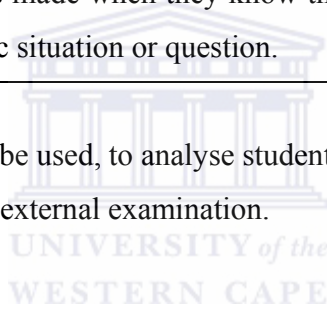 made when they know th
c situation or question.
be used, to analyse student
external examination.
UNIVERSITY of the
WESTERN CAPE